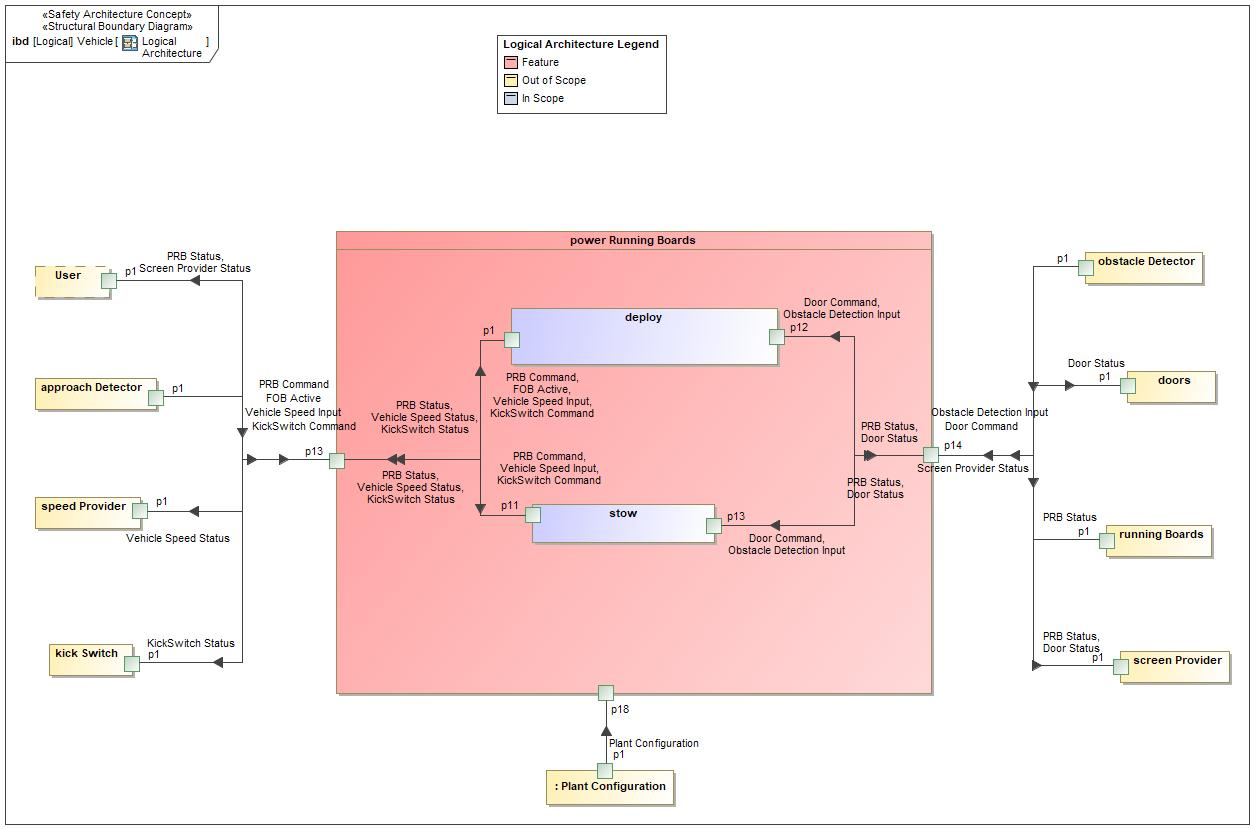 «Safety Architecture Concept»
«Structural Boundary Diagram»
ibd [Logical] Vehicle [ Logical Architecture ]
Logical Architecture Legend
Feature
Out of Scope
In Scope
power Running Boards
PRB Status,
Screen Provider Status
User
p1
approach Detector
p1
PRB Command
FOB Active
Vehicle Speed Input
KickSwitch Command
p13
speed Provider
p1
Vehicle Speed Status
KickSwitch Status
kick Switch
p1
deploy
p1
p12
Door Command,
Obstacle Detection Input
PRB Command,
FOB Active,
Vehicle Speed Input,
KickSwitch Command
PRB Status,
Vehicle Speed Status,
KickSwitch Status
PRB Status,
Vehicle Speed Status,
KickSwitch Status
PRB Command,
Vehicle Speed Input,
KickSwitch Command
p11
stow
p13
Door Command,
Obstacle Detection Input
PRB Status,
Door Status
PRB Status,
Door Status
p14
Obstacle Detection Input
Door Command
Screen Provider Status
p1
obstacle Detector
Door Status
p1
doors
PRB Status
p1
running Boards
PRB Status,
Door Status
p1
screen Provider
p18
Plant Configuration
p1
: Plant Configuration